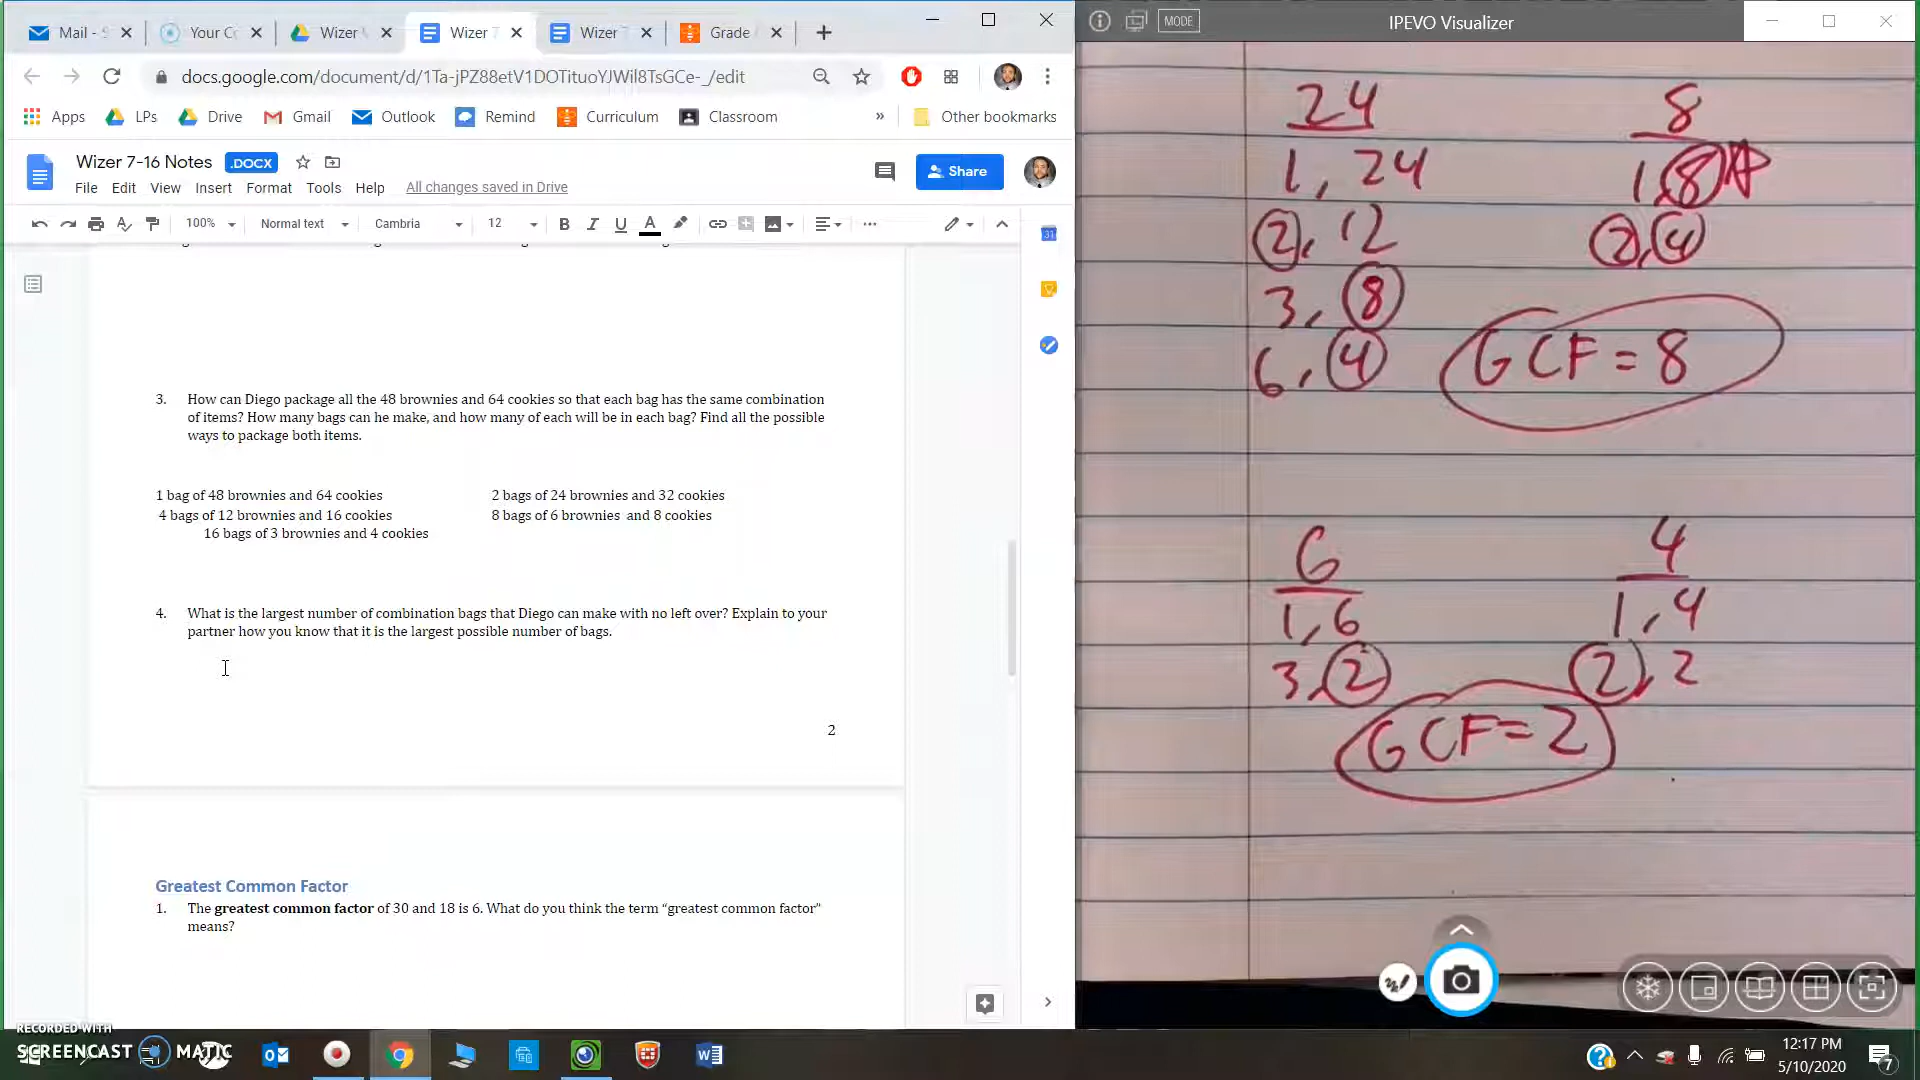 Mail - S
Your Co
Wizer
Wizer 7
Wizer 7
Grade
docs.google.com/document/d/1Ta-jPZ88etV1DOTituoYJWil8TsGCe-_/edit
Apps
LPs
Drive
Gmail
Outlook
Remind
Curriculum
Classroom
»
Other bookmarks
Wizer 7-16 Notes
.DOCX
Share
File Edit View Insert Format Tools Help
All changes saved in Drive
100%
Normal text
Cambria
12
B I U A
31
3. How can Diego package all the 48 brownies and 64 cookies so that each bag has the same combination
of items? How many bags can he make, and how many of each will be in each bag? Find all the possible
ways to package both items.
1 bag of 48 brownies and 64 cookies
2 bags of 24 brownies and 32 cookies
4 bags of 12 brownies and 16 cookies
8 bags of 6 brownies and 8 cookies
16 bags of 3 brownies and 4 cookies
4. What is the largest number of combination bags that Diego can make with no left over? Explain to your
partner how you know that it is the largest possible number of bags.
2
Greatest Common Factor
1. The greatest common factor of 30 and 18 is 6. What do you think the term “greatest common factor”
means?
MODE
IPEVO Visualizer
24
1, 24
2, 12
3, 8
6, 4
8
1, 8
2, 4
GCF = 8
6
1, 6
3, 2
4
1, 4
2, 2
GCF = 2
RECORDED WITH
SCREENCAST MATIC
12:17 PM
5/10/2020
7